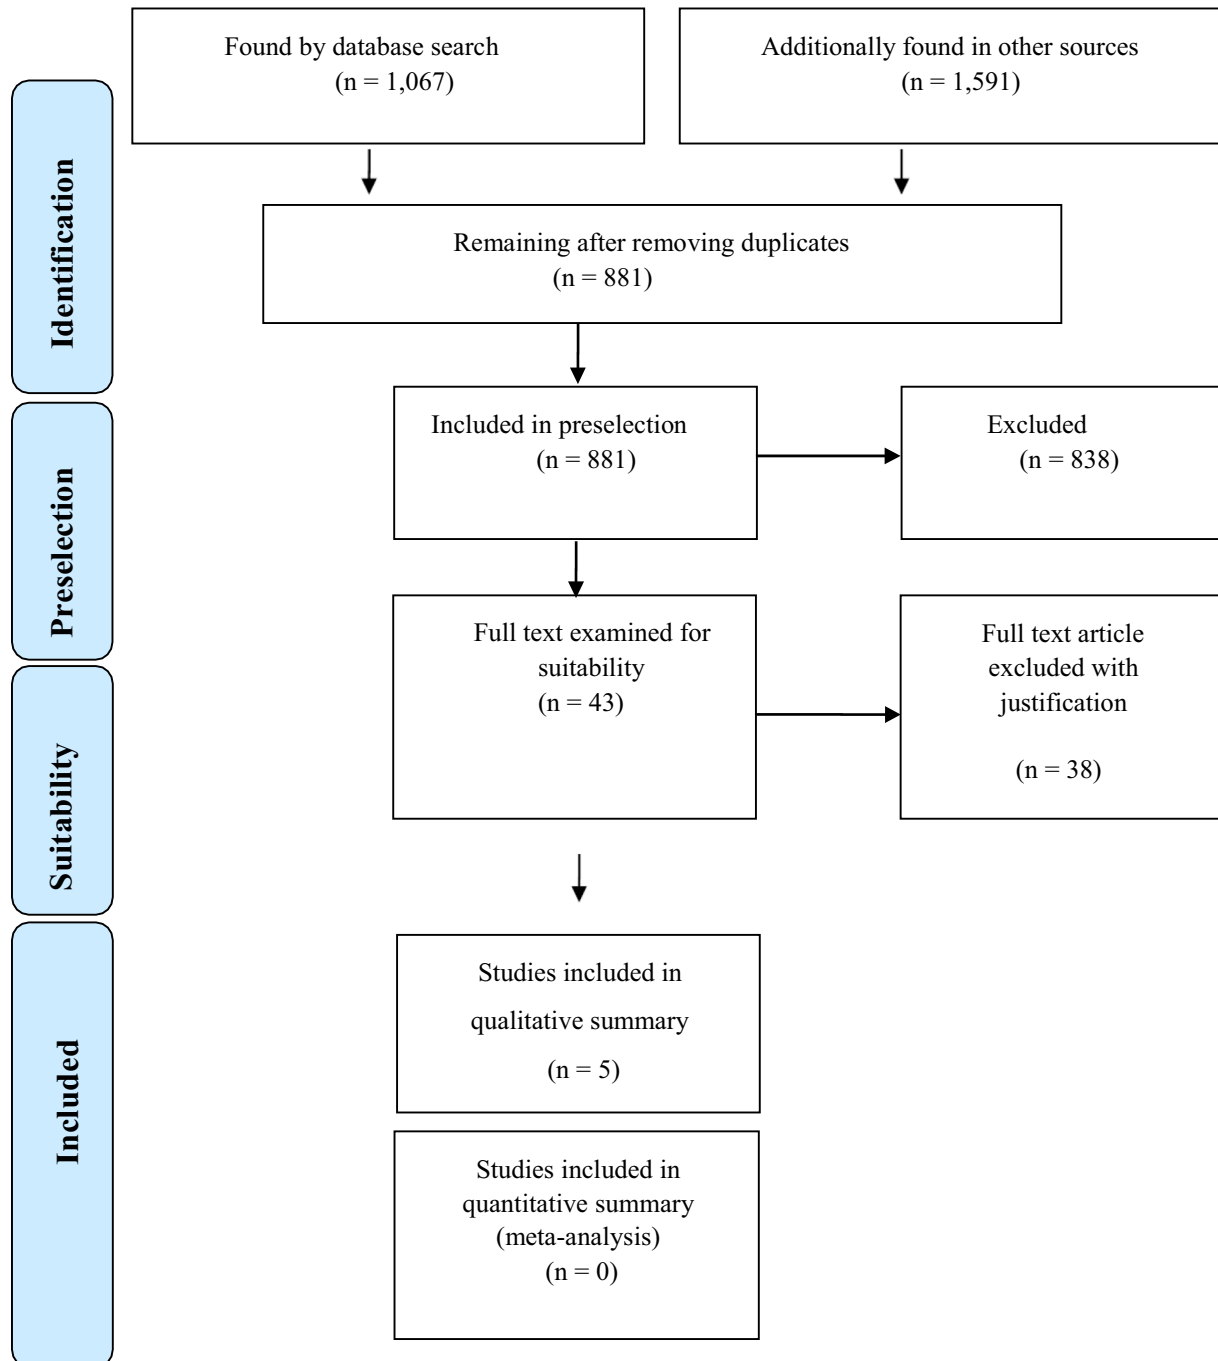 Found by database search
(n = 1,067)
Additionally found in other sources
(n = 1,591)
Identification
Remaining after removing duplicates
(n = 881)
Preselection
Included in preselection
(n = 881)
Excluded
(n = 838)
Full text examined for
suitability
(n = 43)
Full text article
excluded with
justification
(n = 38)
Suitability
Included
Studies included in
qualitative summary
(n = 5)
Studies included in
quantitative summary
(meta-analysis)
(n = 0)